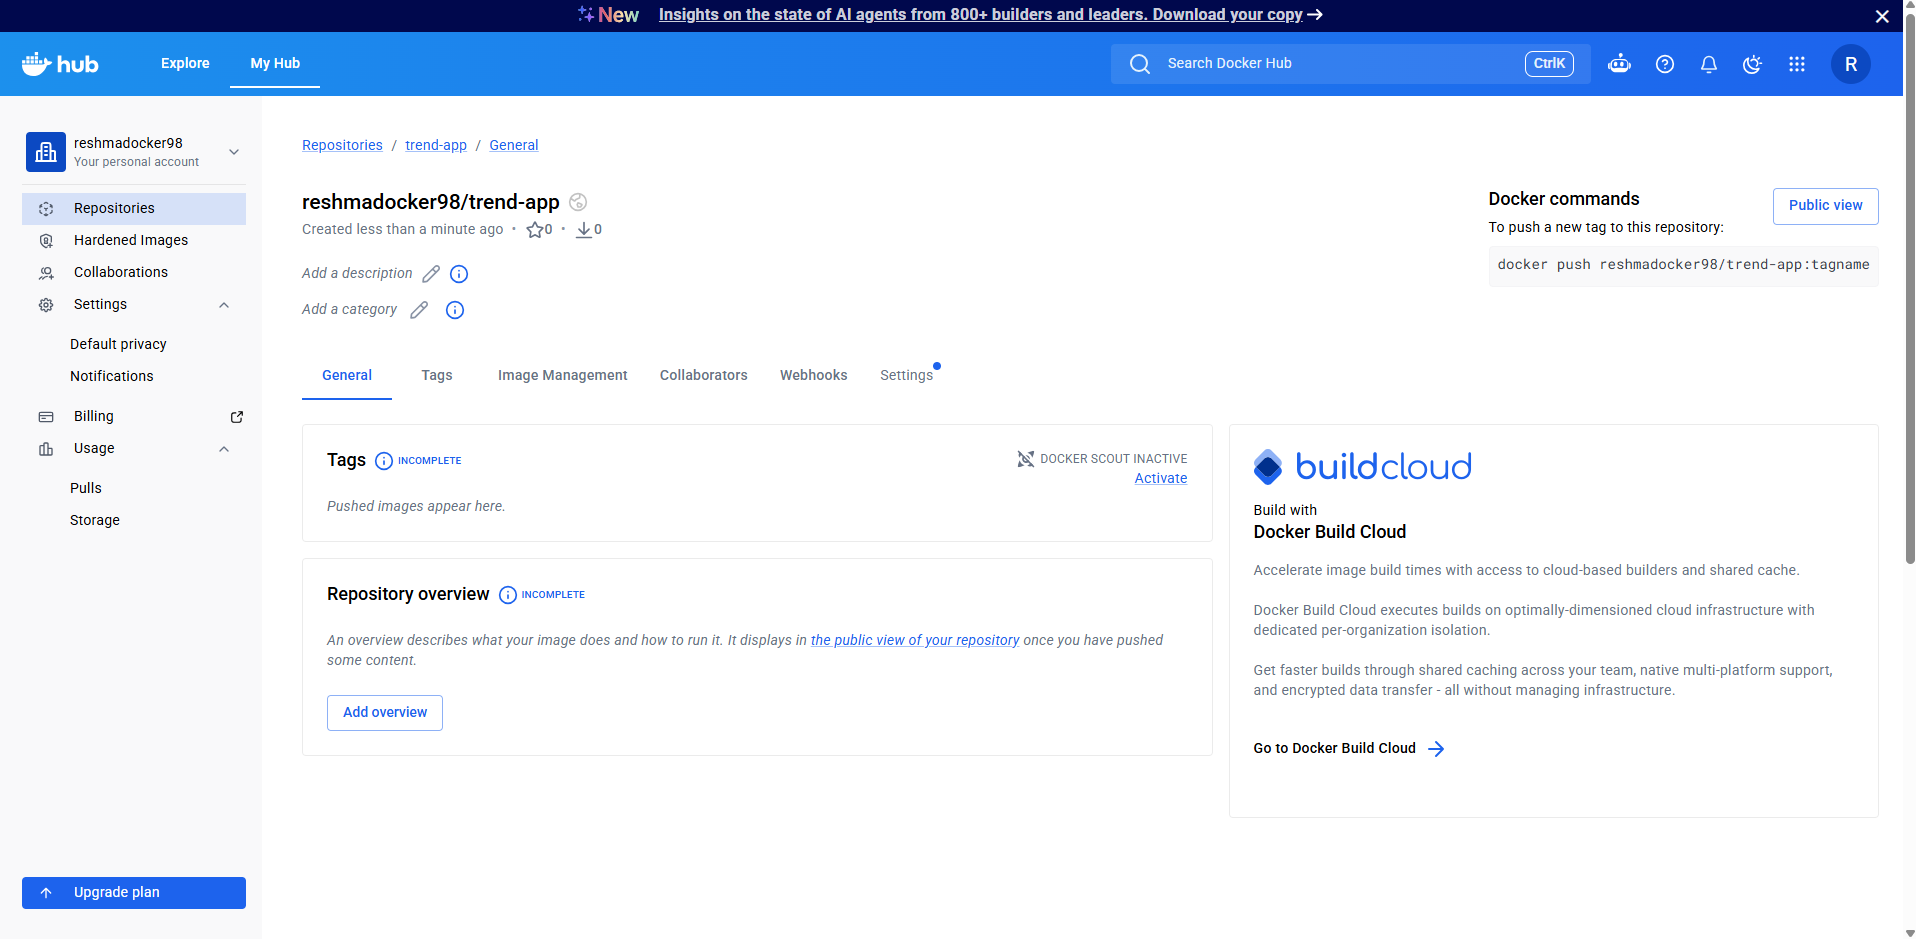 New Insights on the state of AI agents from 800+ builders and leaders. Download your copy
hub
Explore
My Hub
Search Docker Hub
CtrlK
R
reshmadocker98
Your personal account
Repositories
Hardened Images
Collaborations
Settings
Default privacy
Notifications
Billing
Usage
Pulls
Storage
Upgrade plan
Repositories / trend-app / General
reshmadocker98/trend-app
Created less than a minute ago · 0 · 0
Add a description
Add a category
Docker commands
Public view
To push a new tag to this repository:
docker push reshmadocker98/trend-app:tagname
General
Tags
Image Management
Collaborators
Webhooks
Settings
Tags INCOMPLETE
DOCKER SCOUT INACTIVE
Activate
Pushed images appear here.
Repository overview INCOMPLETE
An overview describes what your image does and how to run it. It displays in the public view of your repository once you have pushed
some content.
Add overview
buildcloud
Build with
Docker Build Cloud
Accelerate image build times with access to cloud-based builders and shared cache.
Docker Build Cloud executes builds on optimally-dimensioned cloud infrastructure with
dedicated per-organization isolation.
Get faster builds through shared caching across your team, native multi-platform support,
and encrypted data transfer - all without managing infrastructure.
Go to Docker Build Cloud